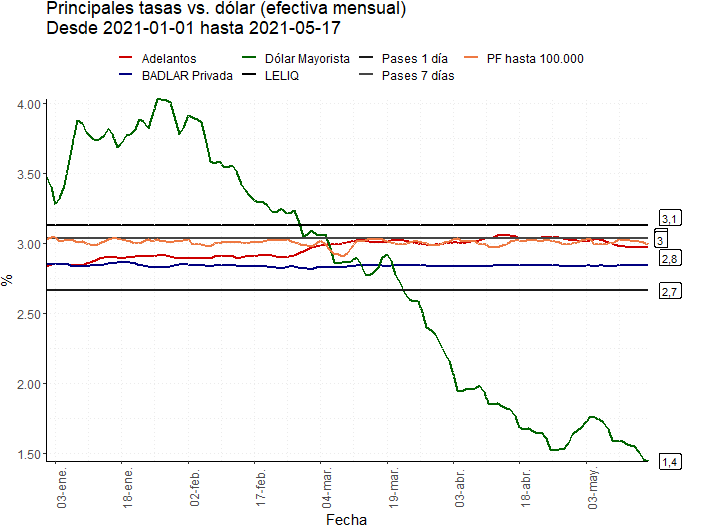 Principales tasas vs. dólar (efectiva mensual)
Desde 2021-01-01 hasta 2021-05-17
Adelantos Dólar Mayorista Pases 1 día PF hasta 100.000
BADLAR Privada LELIQ Pases 7 días
4.00
3.50
3.00
2.50
2.00
1.50
%
3,1
3
2,8
2,7
1,4
03-ene.
18-ene.
02-feb.
17-feb.
04-mar.
19-mar.
03-abr.
18-abr.
03-may.
Fecha